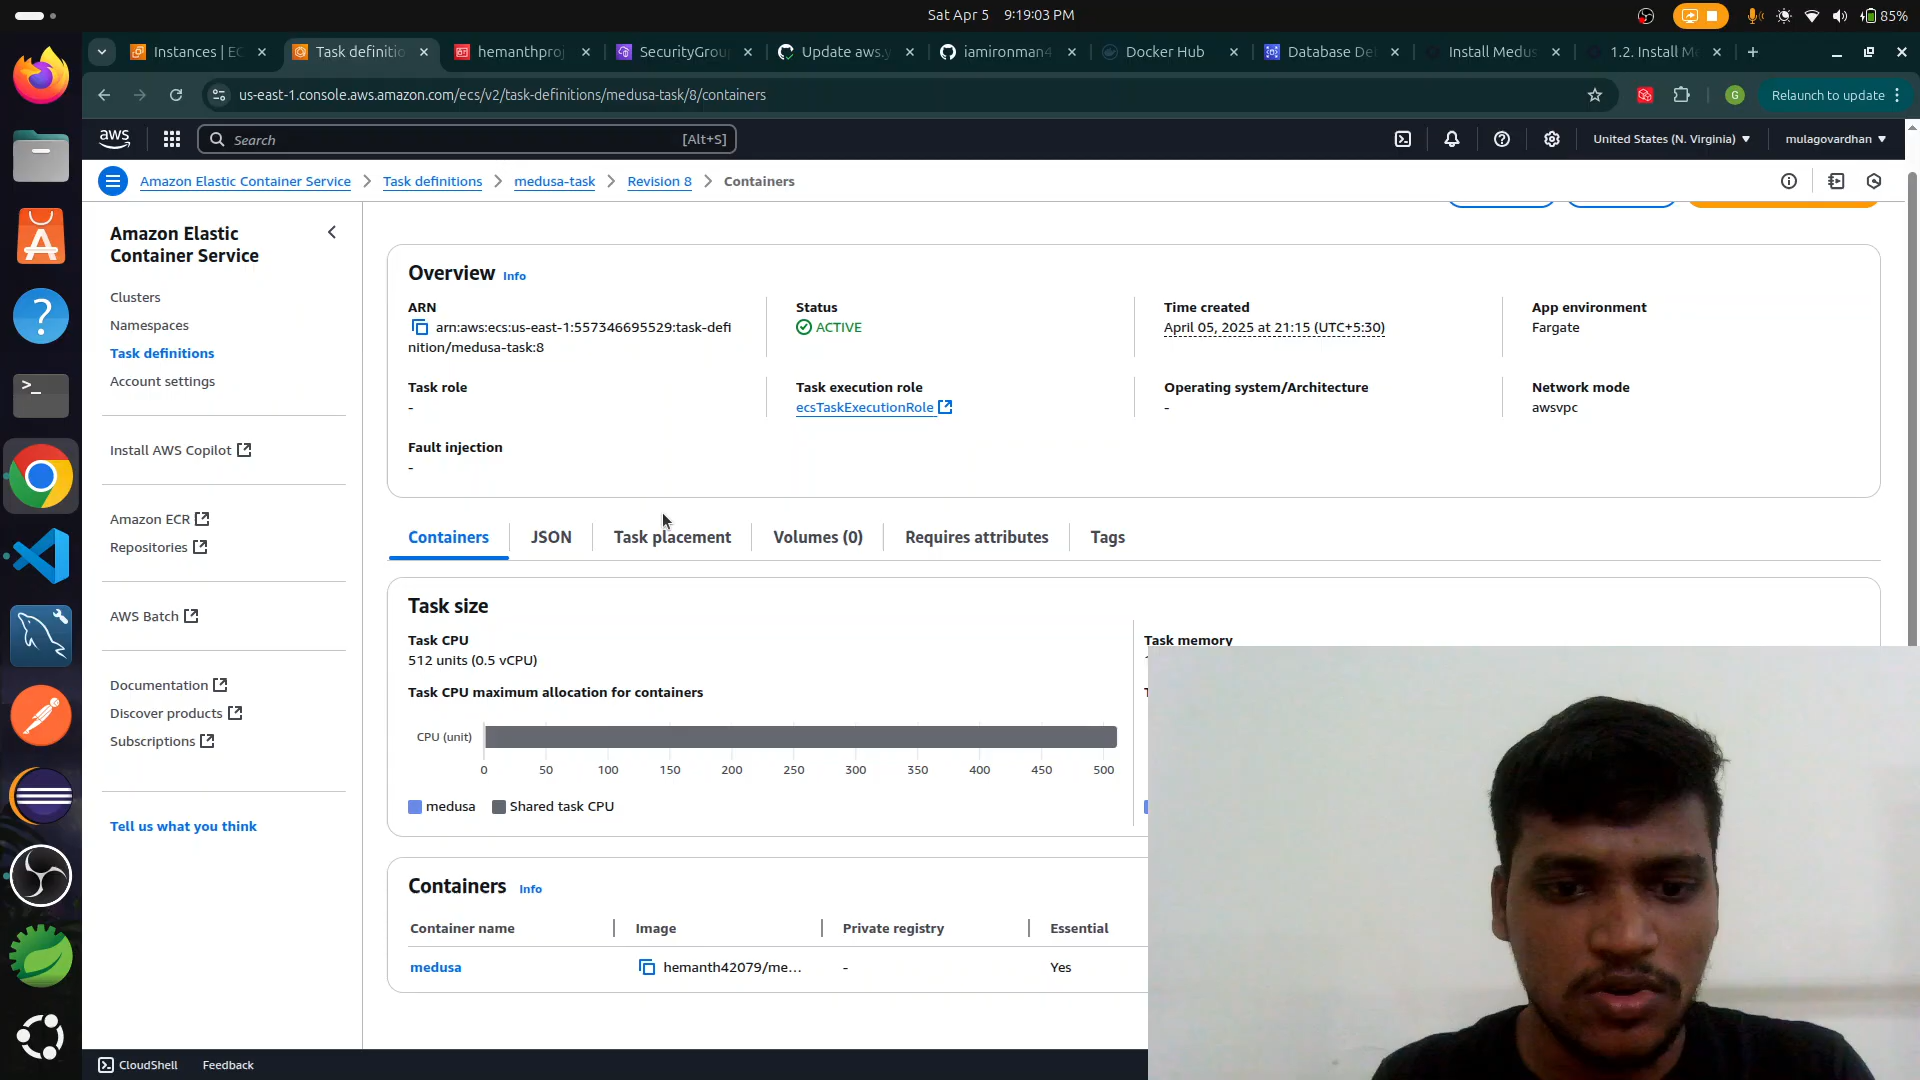 Sat Apr 5 9:19:03 PM
85%
Instances | EC
Task definitio
hemanthproj
SecurityGrou
Update aws.y
iamironman4
Docker Hub
Database De
Install Medus
1.2. Install M
us-east-1.console.aws.amazon.com/ecs/v2/task-definitions/medusa-task/8/containers
G
Relaunch to update
aws
Search
[Alt+S]
United States (N. Virginia)
mulagovardhan
Amazon Elastic Container Service
Task definitions
medusa-task
Revision 8
Containers
Amazon Elastic
Container Service
Clusters
Namespaces
Task definitions
Account settings
Install AWS Copilot
Amazon ECR
Repositories
AWS Batch
Documentation
Discover products
Subscriptions
Tell us what you think
Overview Info
ARN
arn:aws:ecs:us-east-1:557346695529:task-defi
nition/medusa-task:8
Status
ACTIVE
Time created
April 05, 2025 at 21:15 (UTC+5:30)
App environment
Fargate
Task role
-
Task execution role
ecsTaskExecutionRole
Operating system/Architecture
-
Network mode
awsvpc
Fault injection
-
Containers
JSON
Task placement
Volumes (0)
Requires attributes
Tags
Task size
Task CPU
512 units (0.5 vCPU)
Task memory
Task CPU maximum allocation for containers
CPU (unit)
0 50 100 150 200 250 300 350 400 450 500
medusa
Shared task CPU
Containers Info
Container name
Image
Private registry
Essential
medusa
hemanth42079/me...
-
Yes
CloudShell
Feedback